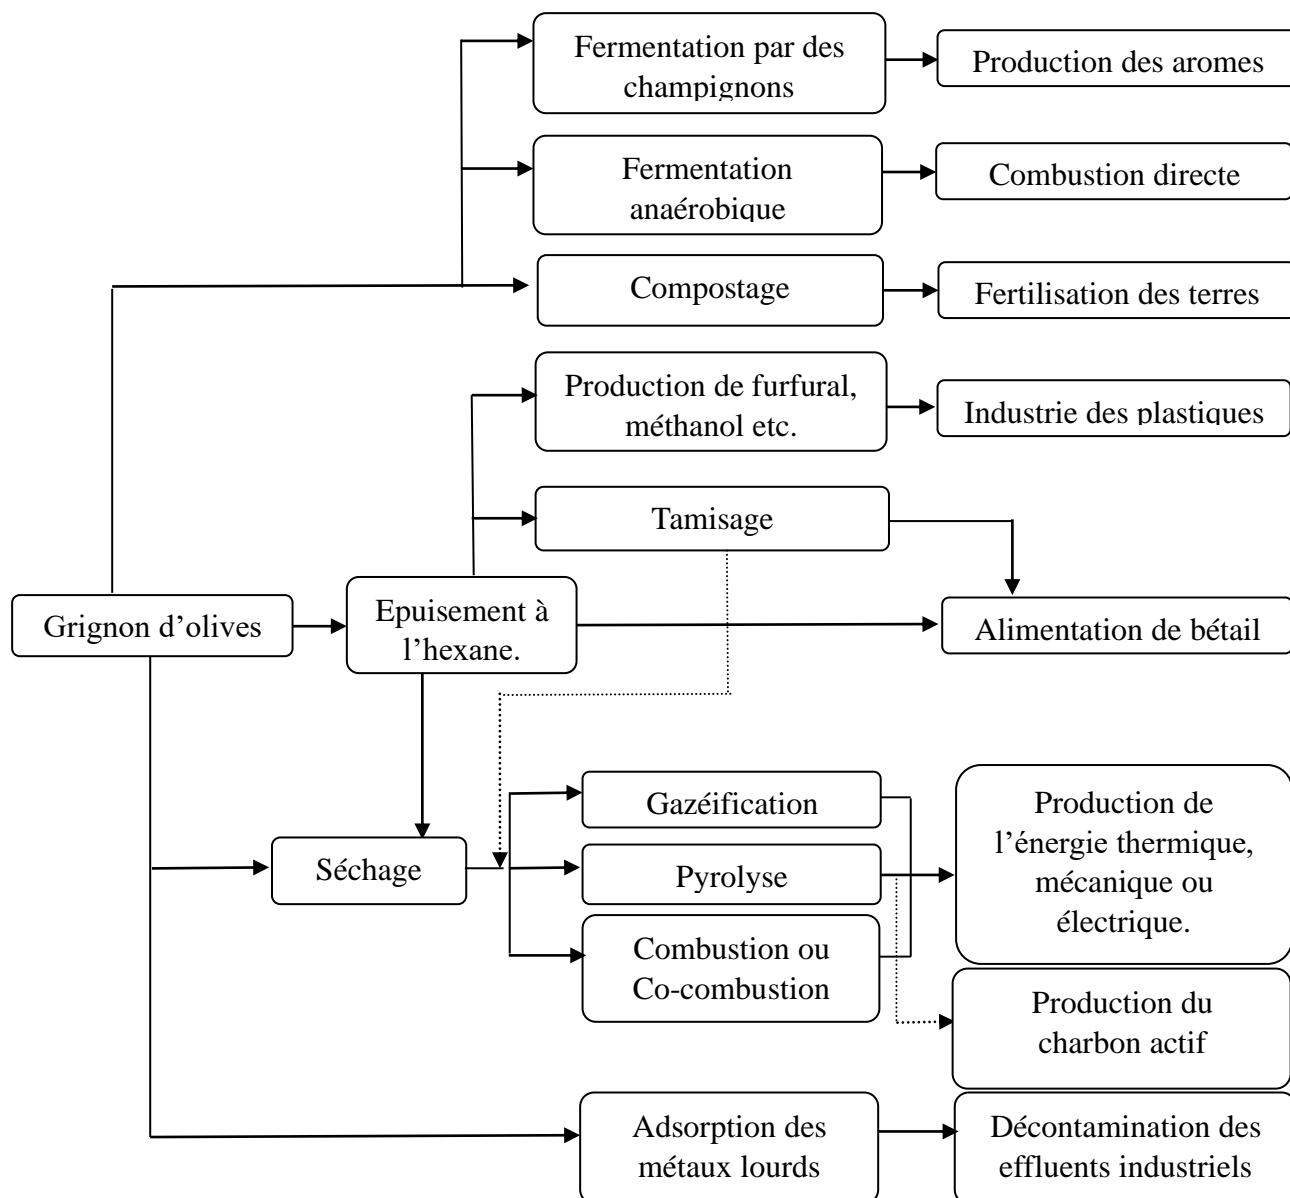 Fermentation par des
champignons
Production des aromes
Fermentation
anaérobique
Combustion directe
Compostage
Fertilisation des terres
Production de furfural,
méthanol etc.
Industrie des plastiques
Tamisage
Grignon d’olives
Epuisement à
l’hexane.
Alimentation de bétail
Séchage
Gazéification
Pyrolyse
Combustion ou
Co-combustion
Production de
l’énergie thermique,
mécanique ou
électrique.
Production du
charbon actif
Adsorption des
métaux lourds
Décontamination des
effluents industriels